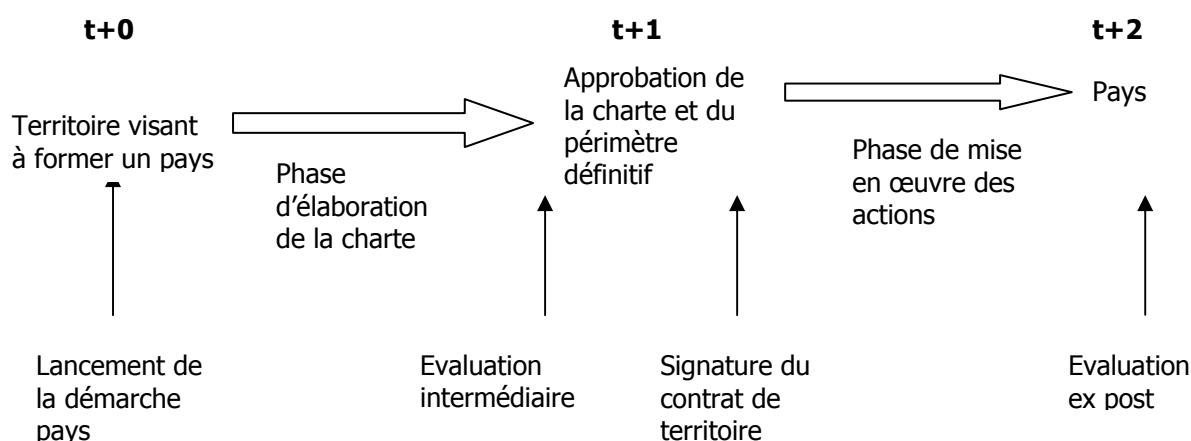 t+0
t+1
t+2
Territoire visant
à former un pays
Phase
d’élaboration
de la charte
Approbation de
la charte et du
périmètre
définitif
Phase de mise
en œuvre des
actions
Pays
Lancement de
la démarche
pays
Evaluation
intermédiaire
Signature du
contrat de
territoire
Evaluation
ex post